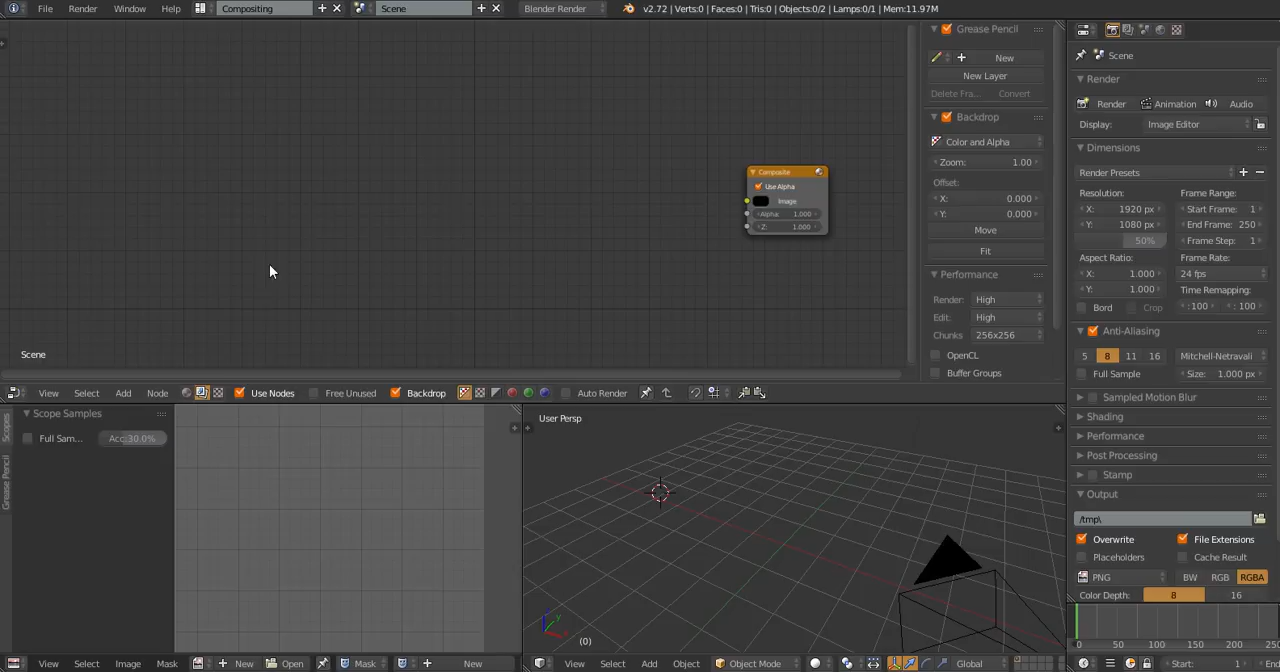 File Render Window Help Compositing Scene Blender Render v2.72 | Verts:0 | Faces:0 | Tris:0 | Objects:0/2 | Lamps:0/1 | Mem:11.97M
Grease Pencil
New
New Layer
Delete Fra... Convert
Backdrop
Color and Alpha
Zoom: 1.00
Offset:
X: 0.000
Y: 0.000
Move
Fit
Performance
Render: High
Edit: High
Chunks 256x256
OpenCL
Buffer Groups
Composite
Use Alpha
Image
Alpha: 1.000
Z: 1.000
Scene
View Select Add Node Use Nodes Free Unused Backdrop Auto Render
Scene
Render
Render Animation Audio
Display: Image Editor
Dimensions
Render Presets
Resolution: Frame Range:
X: 1920 px Start Frame: 1
Y: 1080 px End Frame: 250
50% Frame Step: 1
Aspect Ratio: Frame Rate:
X: 1.000 24 fps
Y: 1.000 Time Remapping:
Bord Crop :100 :100
Anti-Aliasing
5 8 11 16 Mitchell-Netravali
Full Sample Size: 1.000 px
Sampled Motion Blur
Shading
Performance
Post Processing
Stamp
Output
/tmp\
Overwrite File Extensions
Placeholders Cache Result
PNG BW RGB RGBA
Color Depth: 8 16
0 50 100 150 200 25
Start: 1 En
Scopes
Grease Pencil
Scope Samples
Full Sam... Acc:30.0%
View Select Image Mask New Open Mask New
User Persp
(0)
View Select Add Object Object Mode Global